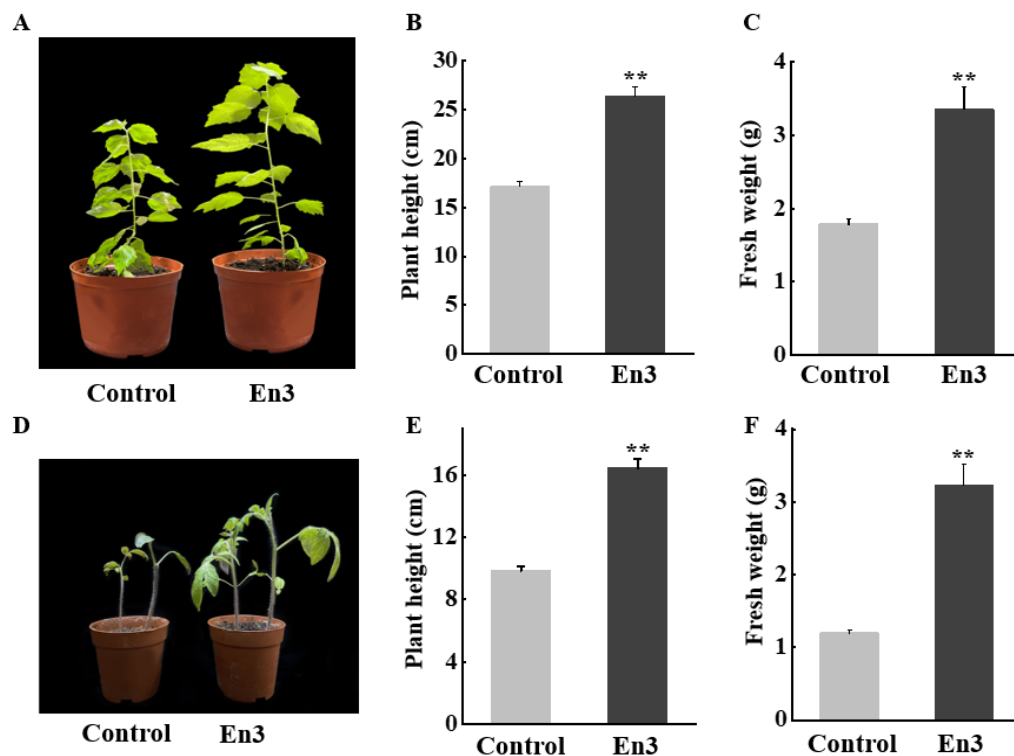 A
Control
En3
B
Plant height (cm)
30
25
20
15
10
5
0
**
Control
En3
C
Fresh weight (g)
4
3
2
1
0
**
Control
En3
D
Control
En3
E
Plant height (cm)
16
12
8
4
0
**
Control
En3
F
Fresh weight (g)
4
3
2
1
0
**
Control
En3